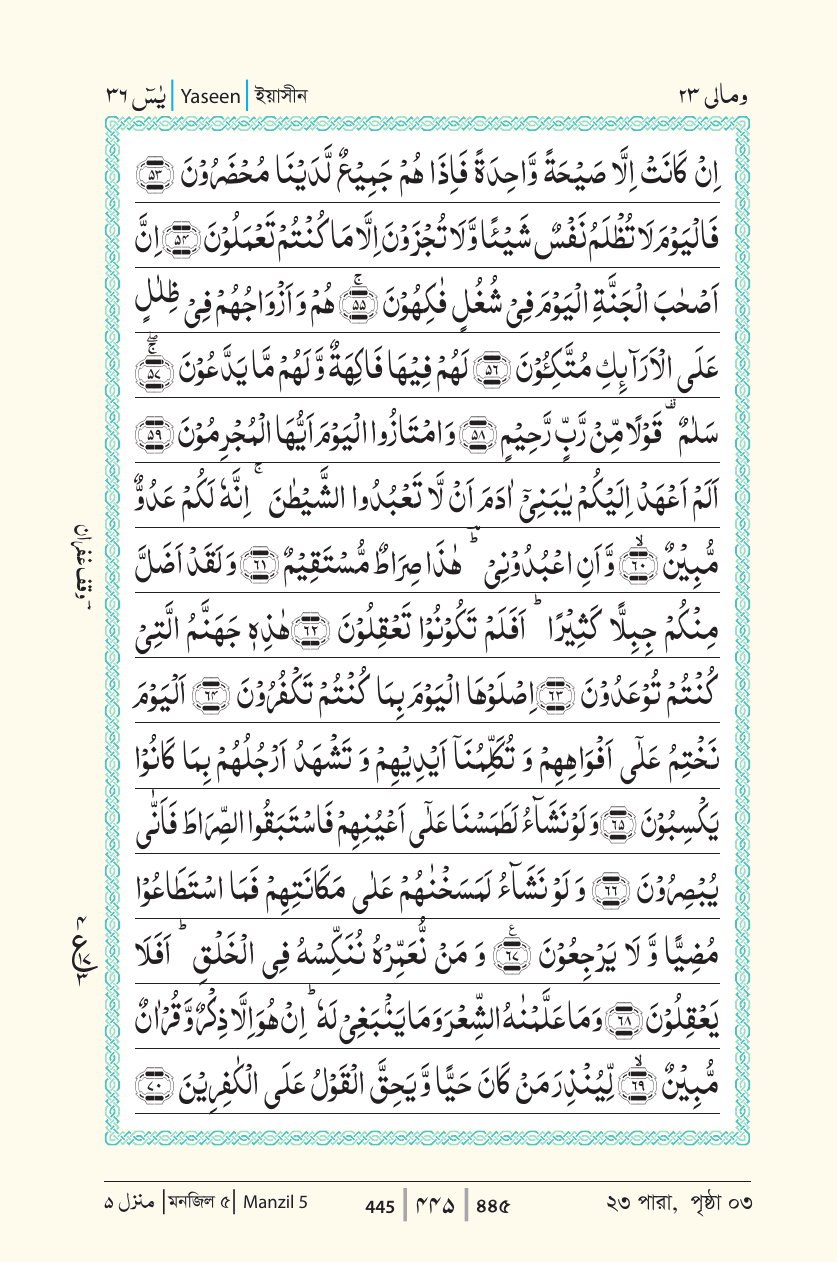 یٰسٓ ٣٦ | Yaseen | ইয়াসীন ومالی ٢٣
اِنْ كَانَتْ اِلَّا صَيْحَةً وَّاحِدَةً فَاِذَا هُمْ جَمِيْعٌ لَّدَيْنَا مُحْضَرُوْنَ ﴿٥٣﴾
فَالْيَوْمَ لَا تُظْلَمُ نَفْسٌ شَيْـًٔا وَّلَا تُجْزَوْنَ اِلَّا مَا كُنْتُمْ تَعْمَلُوْنَ ﴿٥٤﴾ اِنَّ
اَصْحٰبَ الْجَنَّةِ الْيَوْمَ فِيْ شُغُلٍ فٰكِهُوْنَ ﴿٥٥﴾ۚ هُمْ وَاَزْوَاجُهُمْ فِيْ ظِلٰلٍ
عَلَى الْاَرَآئِكِ مُتَّكِـُٔوْنَ ﴿٥٦﴾ لَهُمْ فِيْهَا فَاكِهَةٌ وَّلَهُمْ مَّا يَدَّعُوْنَ ﴿٥٧﴾ۖۚ
سَلٰمٌ ۣ قَوْلًا مِّنْ رَّبٍّ رَّحِيْمٍ ﴿٥٨﴾ وَامْتَازُوا الْيَوْمَ اَيُّهَا الْمُجْرِمُوْنَ ﴿٥٩﴾
اَلَمْ اَعْهَدْ اِلَيْكُمْ يٰبَنِيْٓ اٰدَمَ اَنْ لَّا تَعْبُدُوا الشَّيْطٰنَ ۚ اِنَّهٗ لَكُمْ عَدُوٌّ
مُّبِيْنٌ ﴿٦٠﴾ۙ وَّاَنِ اعْبُدُوْنِيْ ؕ هٰذَا صِرَاطٌ مُّسْتَقِيْمٌ ﴿٦١﴾ وَلَقَدْ اَضَلَّ
وقف غفران
مِنْكُمْ جِبِلًّا كَثِيْرًا ؕ اَفَلَمْ تَكُوْنُوْا تَعْقِلُوْنَ ﴿٦٢﴾ هٰذِهٖ جَهَنَّمُ الَّتِيْ
كُنْتُمْ تُوْعَدُوْنَ ﴿٦٣﴾ اِصْلَوْهَا الْيَوْمَ بِمَا كُنْتُمْ تَكْفُرُوْنَ ﴿٦٤﴾ اَلْيَوْمَ
نَخْتِمُ عَلٰٓى اَفْوَاهِهِمْ وَ تُكَلِّمُنَآ اَيْدِيْهِمْ وَ تَشْهَدُ اَرْجُلُهُمْ بِمَا كَانُوْا
يَكْسِبُوْنَ ﴿٦٥﴾ وَلَوْ نَشَآءُ لَطَمَسْنَا عَلٰٓى اَعْيُنِهِمْ فَاسْتَبَقُوا الصِّرَاطَ فَاَنّٰى
يُبْصِرُوْنَ ﴿٦٦﴾ وَ لَوْ نَشَآءُ لَمَسَخْنٰهُمْ عَلٰى مَكَانَتِهِمْ فَمَا اسْتَطَاعُوْا
مُضِيًّا وَّ لَا يَرْجِعُوْنَ ﴿٦٧﴾ وَ مَنْ نُّعَمِّرْهُ نُنَكِّسْهُ فِى الْخَلْقِ ؕ اَفَلَا
يَعْقِلُوْنَ ﴿٦٨﴾ وَمَا عَلَّمْنٰهُ الشِّعْرَ وَمَا يَنْۢبَغِيْ لَهٗ ؕ اِنْ هُوَ اِلَّا ذِكْرٌ وَّقُرْاٰنٌ
مُّبِيْنٌ ﴿٦٩﴾ۙ لِّيُنْذِرَ مَنْ كَانَ حَيًّا وَّ يَحِقَّ الْقَوْلُ عَلَى الْكٰفِرِيْنَ ﴿٧٠﴾
منزل ٥ | মনজিল ৫ | Manzil 5 445 | ۴۴۵ | ৪৪৫ ২৩ পারা, পৃষ্ঠা ০৩